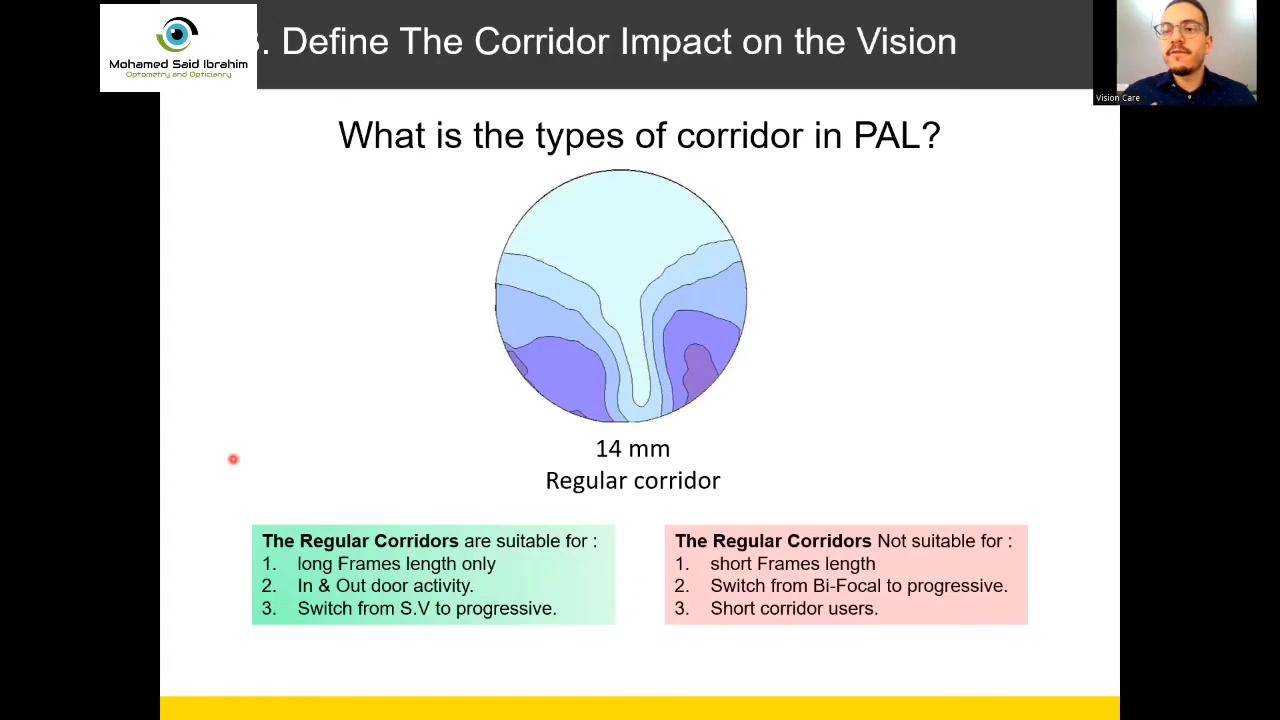 3. Define The Corridor Impact on the Vision
Mohamed Said Ibrahim
Optometry and Opticianry
Vision Care
What is the types of corridor in PAL?
14 mm
Regular corridor
The Regular Corridors are suitable for :
1. long Frames length only
2. In & Out door activity.
3. Switch from S.V to progressive.
The Regular Corridors Not suitable for :
1. short Frames length
2. Switch from Bi-Focal to progressive.
3. Short corridor users.